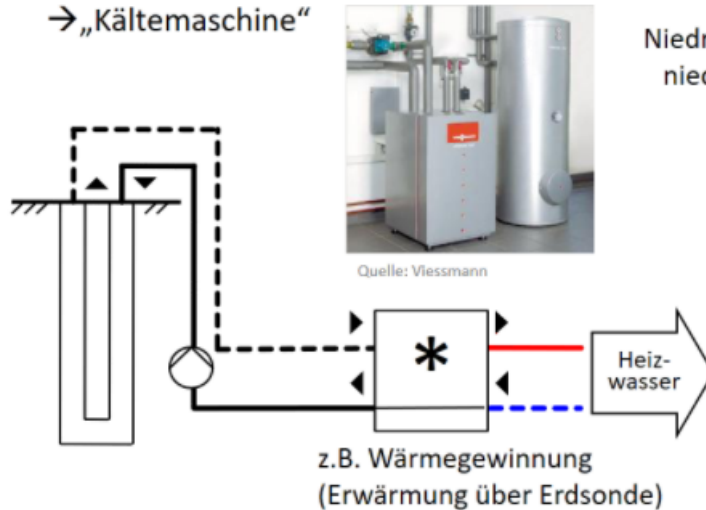 →„Kältemaschine“
Quelle: Viessmann
*
Heiz-
wasser
z.B. Wärmegewinnung
(Erwärmung über Erdsonde)